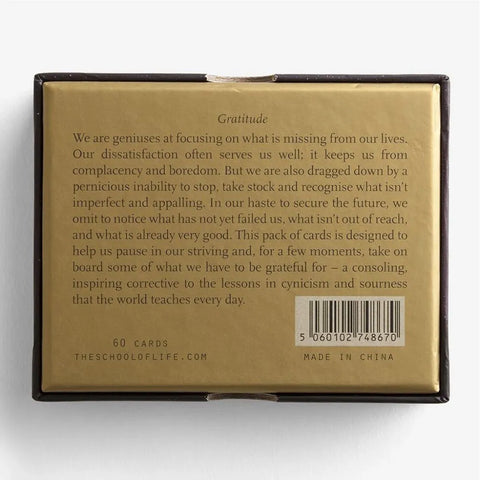 Gratitude
We are geniuses at focusing on what is missing from our lives.
Our dissatisfaction often serves us well; it keeps us from
complacency and boredom. But we are also dragged down by a
pernicious inability to stop, take stock and recognise what isn't
imperfect and appalling. In our haste to secure the future, we
omit to notice what has not yet failed us, what isn't out of reach,
and what is already very good. This pack of cards is designed to
help us pause in our striving and, for a few moments, take on
board some of what we have to be grateful for – a consoling,
inspiring corrective to the lessons in cynicism and sourness
that the world teaches every day.
5 060102 748670
60 CARDS
THESCHOOLOFLIFE.COM
MADE IN CHINA